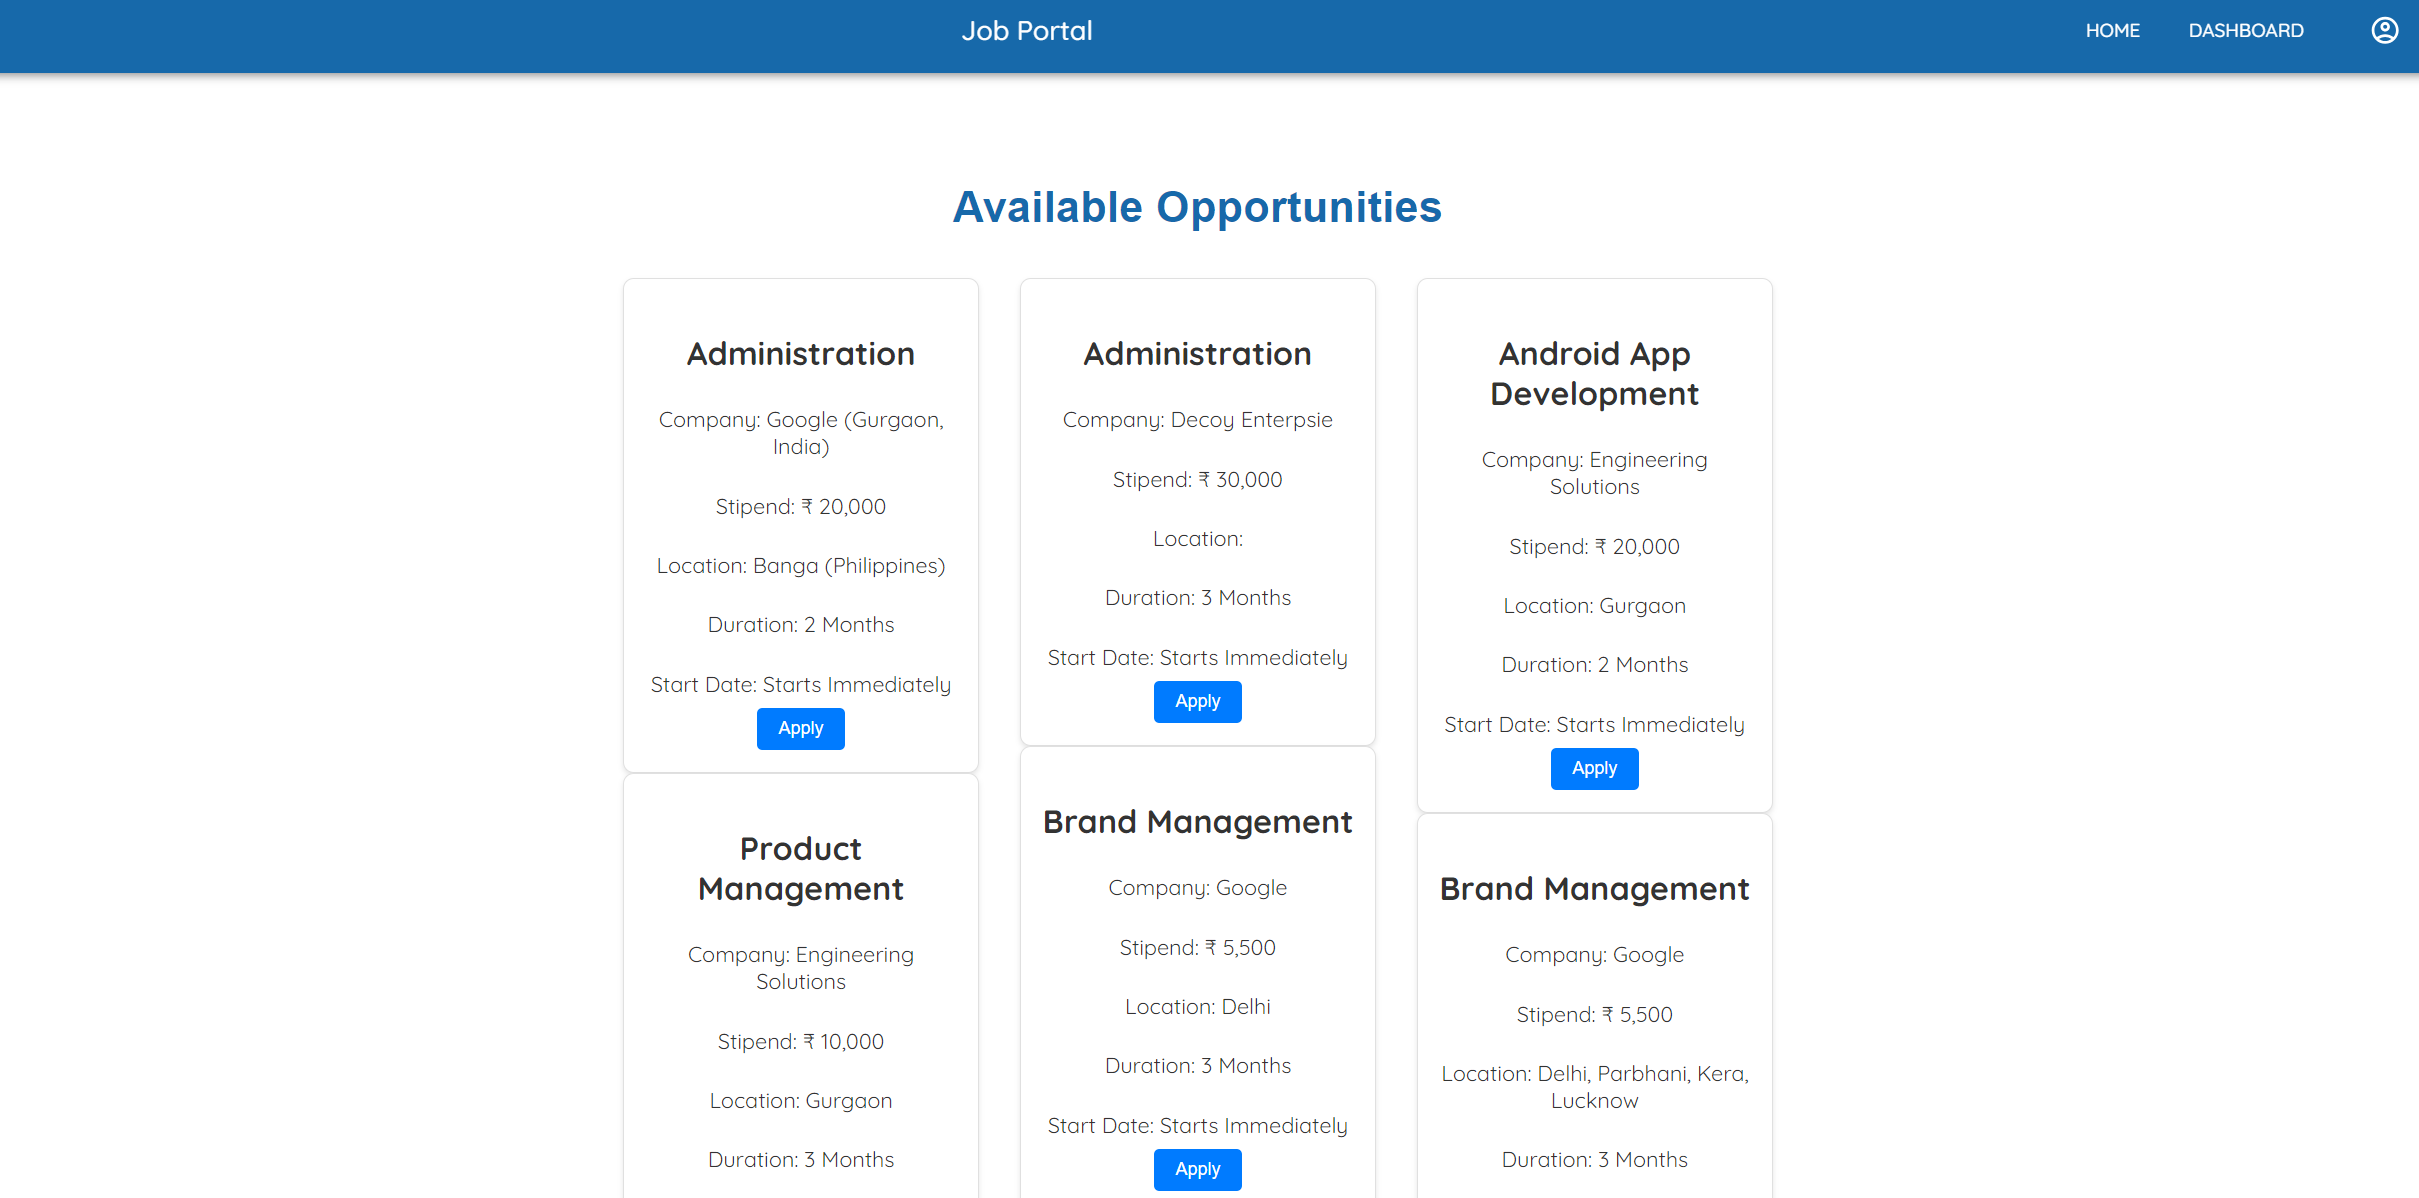 Job Portal
HOME
DASHBOARD
Available Opportunities
Administration
Company: Google (Gurgaon,
India)
Stipend: ₹ 20,000
Location: Banga (Philippines)
Duration: 2 Months
Start Date: Starts Immediately
Apply
Administration
Company: Decoy Enterpsie
Stipend: ₹ 30,000
Location:
Duration: 3 Months
Start Date: Starts Immediately
Apply
Android App
Development
Company: Engineering
Solutions
Stipend: ₹ 20,000
Location: Gurgaon
Duration: 2 Months
Start Date: Starts Immediately
Apply
Product
Management
Company: Engineering
Solutions
Stipend: ₹ 10,000
Location: Gurgaon
Duration: 3 Months
Brand Management
Company: Google
Stipend: ₹ 5,500
Location: Delhi
Duration: 3 Months
Start Date: Starts Immediately
Apply
Brand Management
Company: Google
Stipend: ₹ 5,500
Location: Delhi, Parbhani, Kera,
Lucknow
Duration: 3 Months